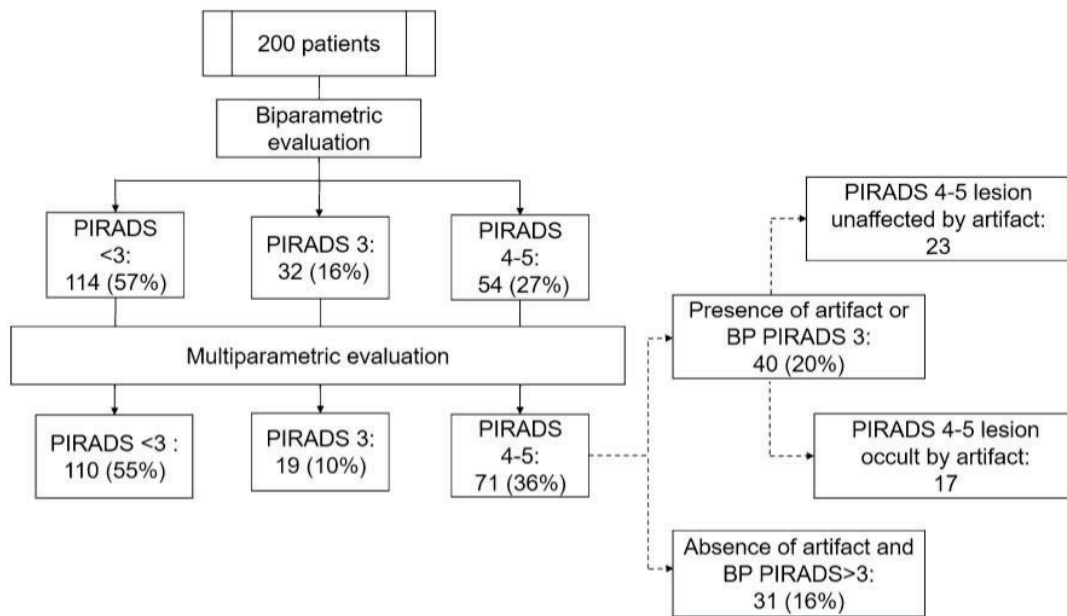 200 patients
Biparametric
evaluation
PIRADS
<3:
114 (57%)
PIRADS 3:
32 (16%)
PIRADS
4-5:
54 (27%)
Multiparametric evaluation
PIRADS <3 :
110 (55%)
PIRADS 3:
19 (10%)
PIRADS
4-5:
71 (36%)
Presence of artifact or
BP PIRADS 3:
40 (20%)
Absence of artifact and
BP PIRADS>3:
31 (16%)
PIRADS 4-5 lesion
unaffected by artifact:
23
PIRADS 4-5 lesion
occult by artifact:
17